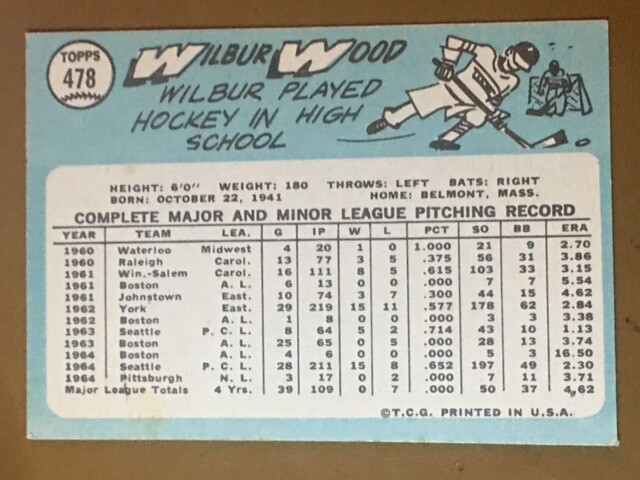 TOPPS
478
WILBUR WOOD
WILBUR PLAYED
HOCKEY IN HIGH
SCHOOL
HEIGHT: 6'0" WEIGHT: 180 THROWS: LEFT BATS: RIGHT
BORN: OCTOBER 22, 1941 HOME: BELMONT, MASS.
COMPLETE MAJOR AND MINOR LEAGUE PITCHING RECORD
YEAR TEAM LEA. G IP W L PCT SO BB ERA
1960 Waterloo Midwest 4 20 1 0 1.000 21 9 2.70
1960 Raleigh Carol. 13 77 3 5 .375 56 31 3.86
1961 Win.-Salem Carol. 16 111 8 5 .615 103 33 3.15
1961 Boston A. L. 6 13 0 0 .000 7 7 5.54
1961 Johnstown East. 10 74 3 7 .300 44 15 4.62
1962 York East. 29 219 15 11 .577 178 62 2.84
1962 Boston A. L. 1 8 0 0 .000 3 3 3.38
1963 Seattle P. C. L. 8 64 5 2 .714 43 10 1.13
1963 Boston A. L. 25 65 0 5 .000 28 13 3.74
1964 Boston A. L. 4 6 0 0 .000 5 3 16.50
1964 Seattle P. C. L. 28 211 15 8 .652 197 49 2.30
1964 Pittsburgh N. L. 3 17 0 2 .000 7 11 3.71
Major League Totals 4 Yrs. 39 109 0 7 .000 50 37 4.62
©T.C.G. PRINTED IN U.S.A.